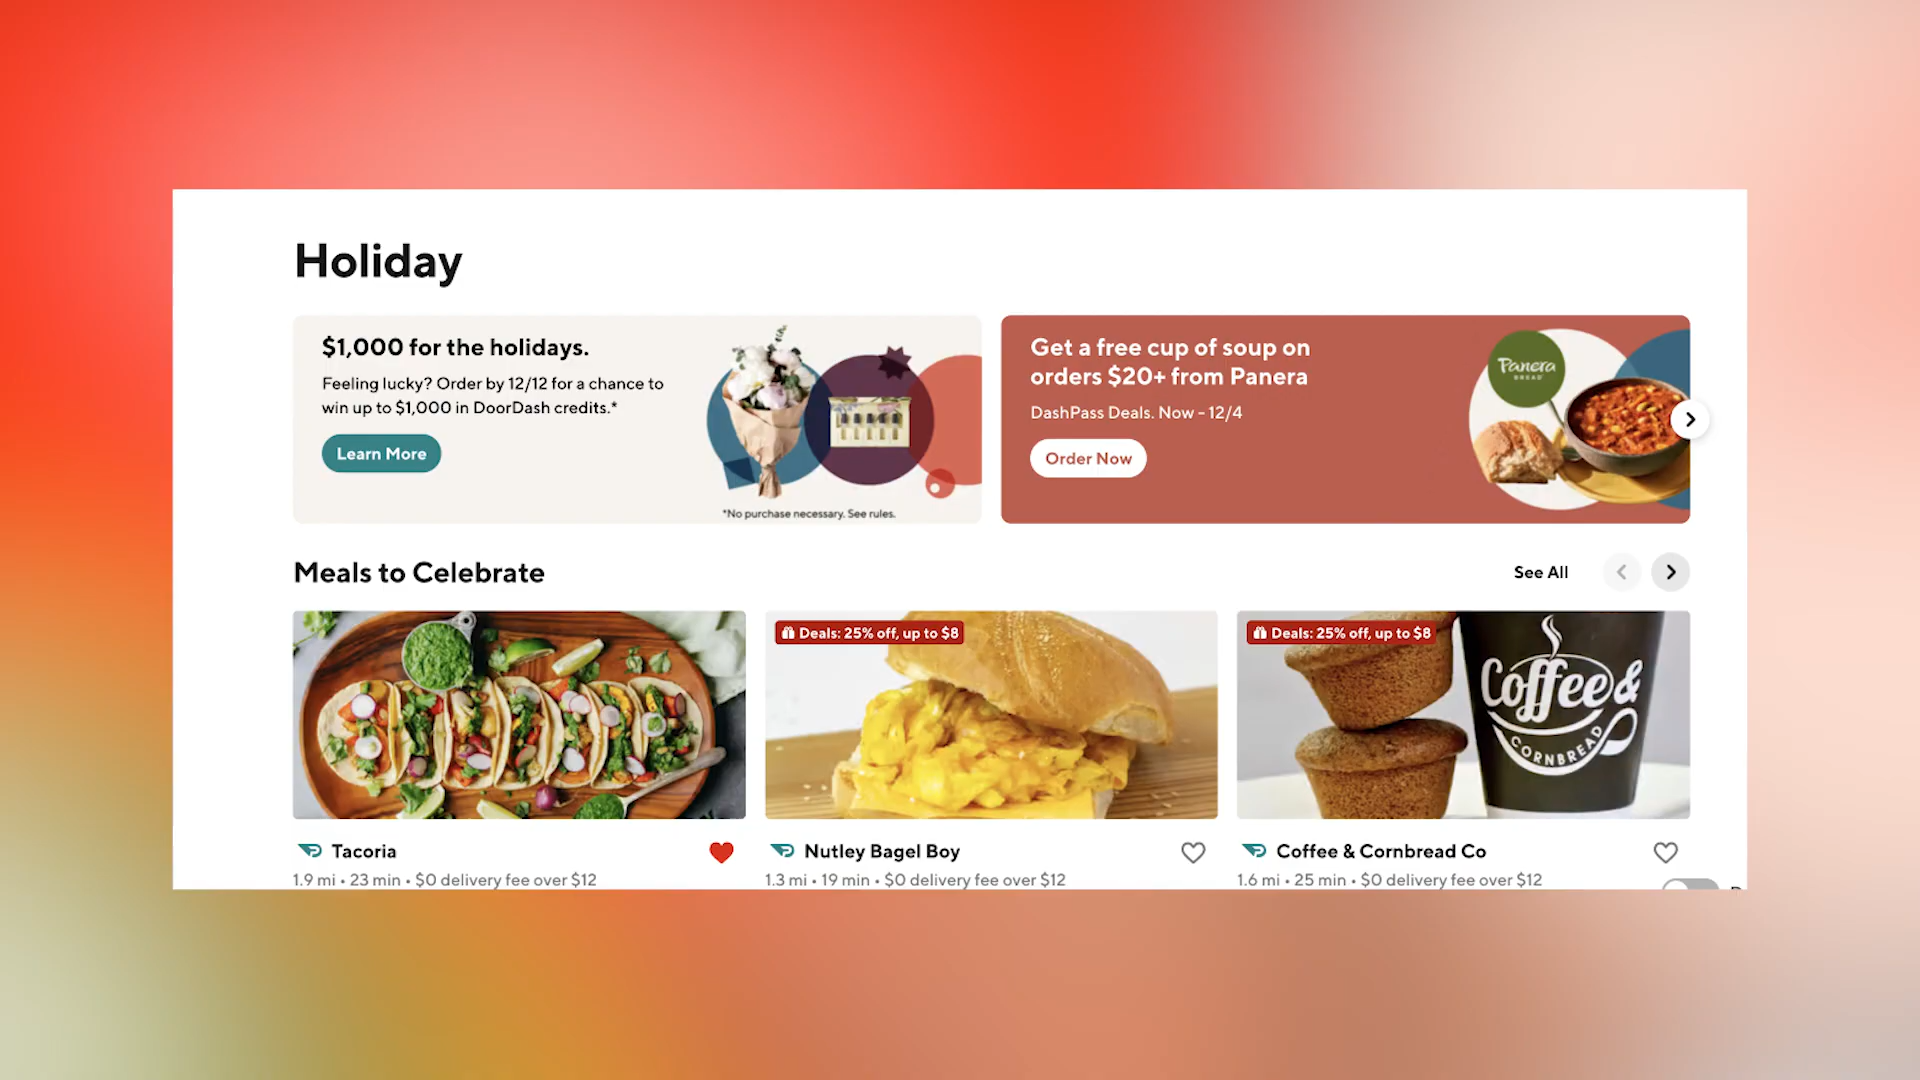 Holiday
$1,000 for the holidays.
Feeling lucky? Order by 12/12 for a chance to
win up to $1,000 in DoorDash credits.*
Learn More
*No purchase necessary. See rules.
Get a free cup of soup on
orders $20+ from Panera
DashPass Deals. Now - 12/4
Order Now
Panera
BREAD
Meals to Celebrate
See All
Deals: 25% off, up to $8
Deals: 25% off, up to $8
Coffee &
CORNBREAD
Tacoria
1.9 mi • 23 min • $0 delivery fee over $12
Nutley Bagel Boy
1.3 mi • 19 min • $0 delivery fee over $12
Coffee & Cornbread Co
1.6 mi • 25 min • $0 delivery fee over $12